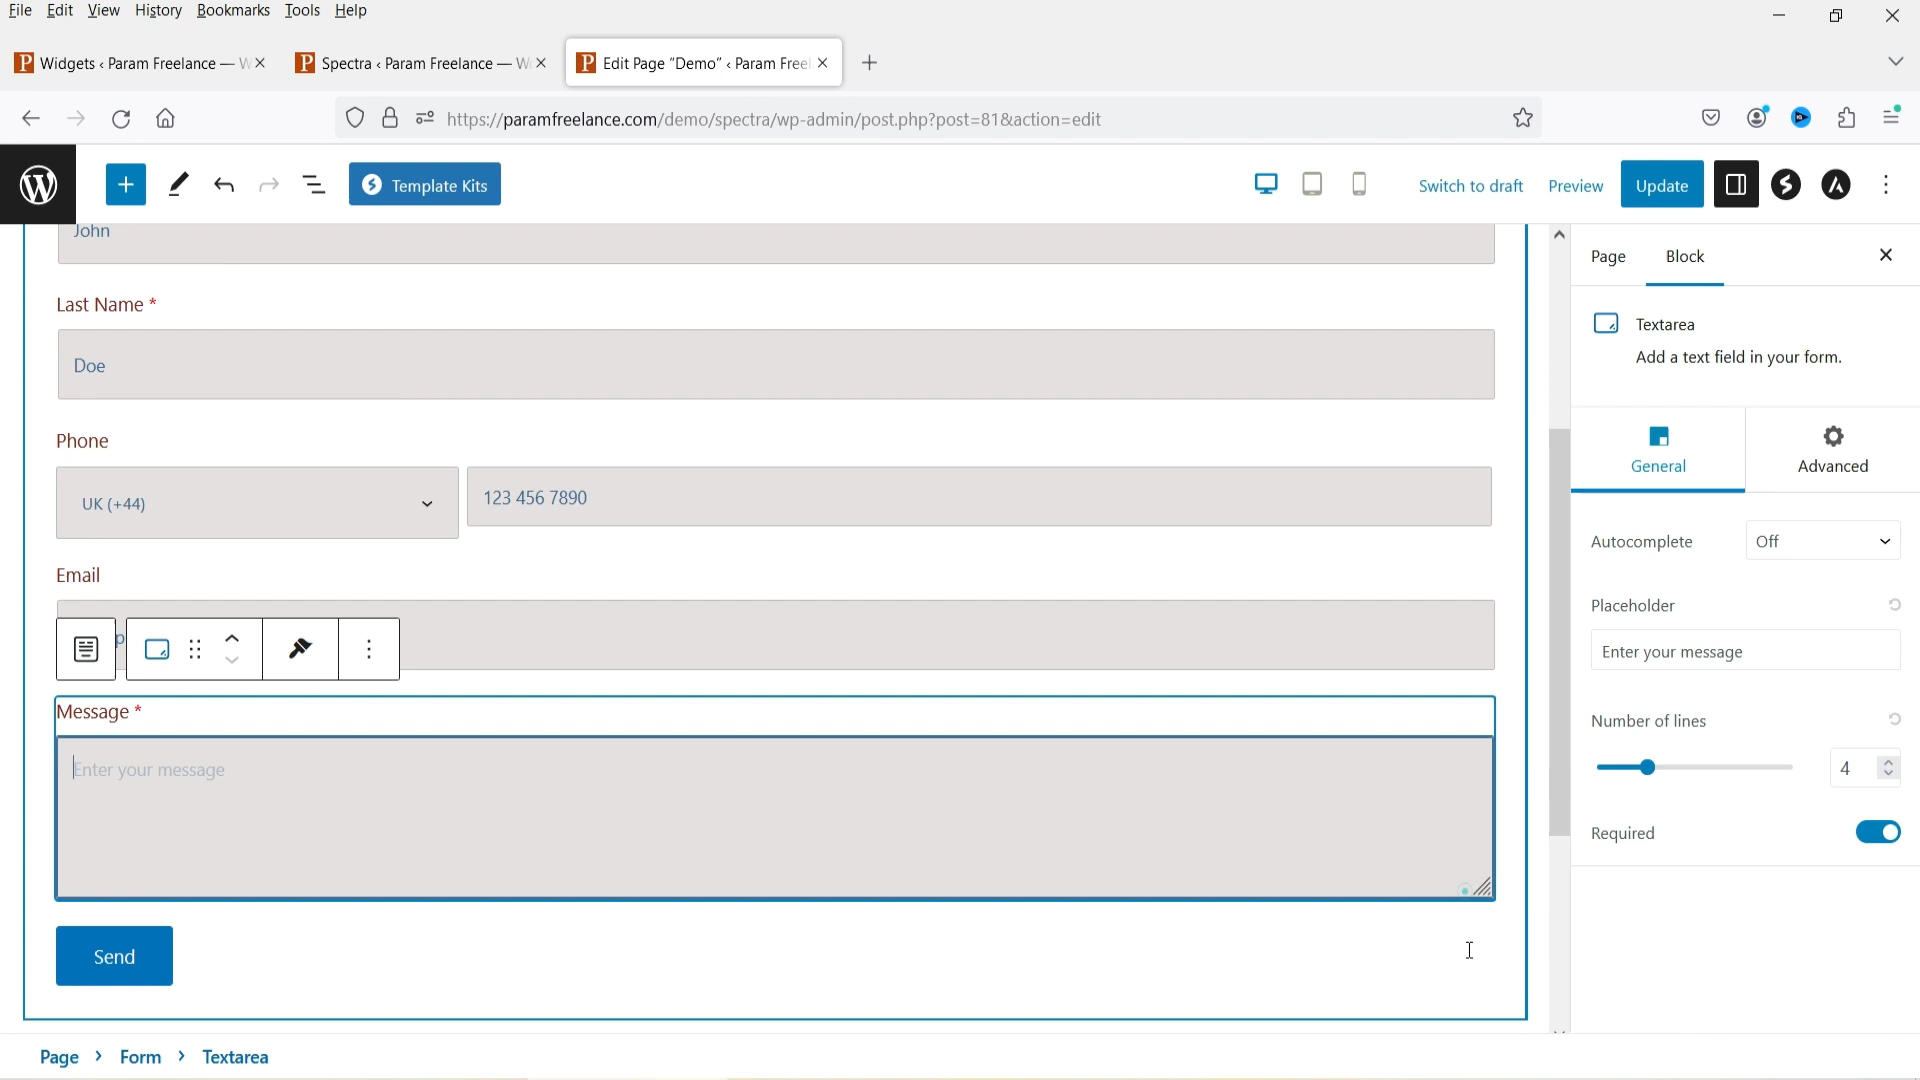 File Edit View History Bookmarks Tools Help
Widgets ‹ Param Freelance — W
Spectra ‹ Param Freelance — W
Edit Page "Demo" ‹ Param Freel
https://paramfreelance.com/demo/spectra/wp-admin/post.php?post=81&action=edit
Template Kits
Switch to draft
Preview
Update
John
Last Name *
Doe
Phone
UK (+44)
123 456 7890
Email
Message *
Enter your message
Send
Page
Block
Textarea
Add a text field in your form.
General
Advanced
Autocomplete
Off
Placeholder
Enter your message
Number of lines
4
Required
Page › Form › Textarea